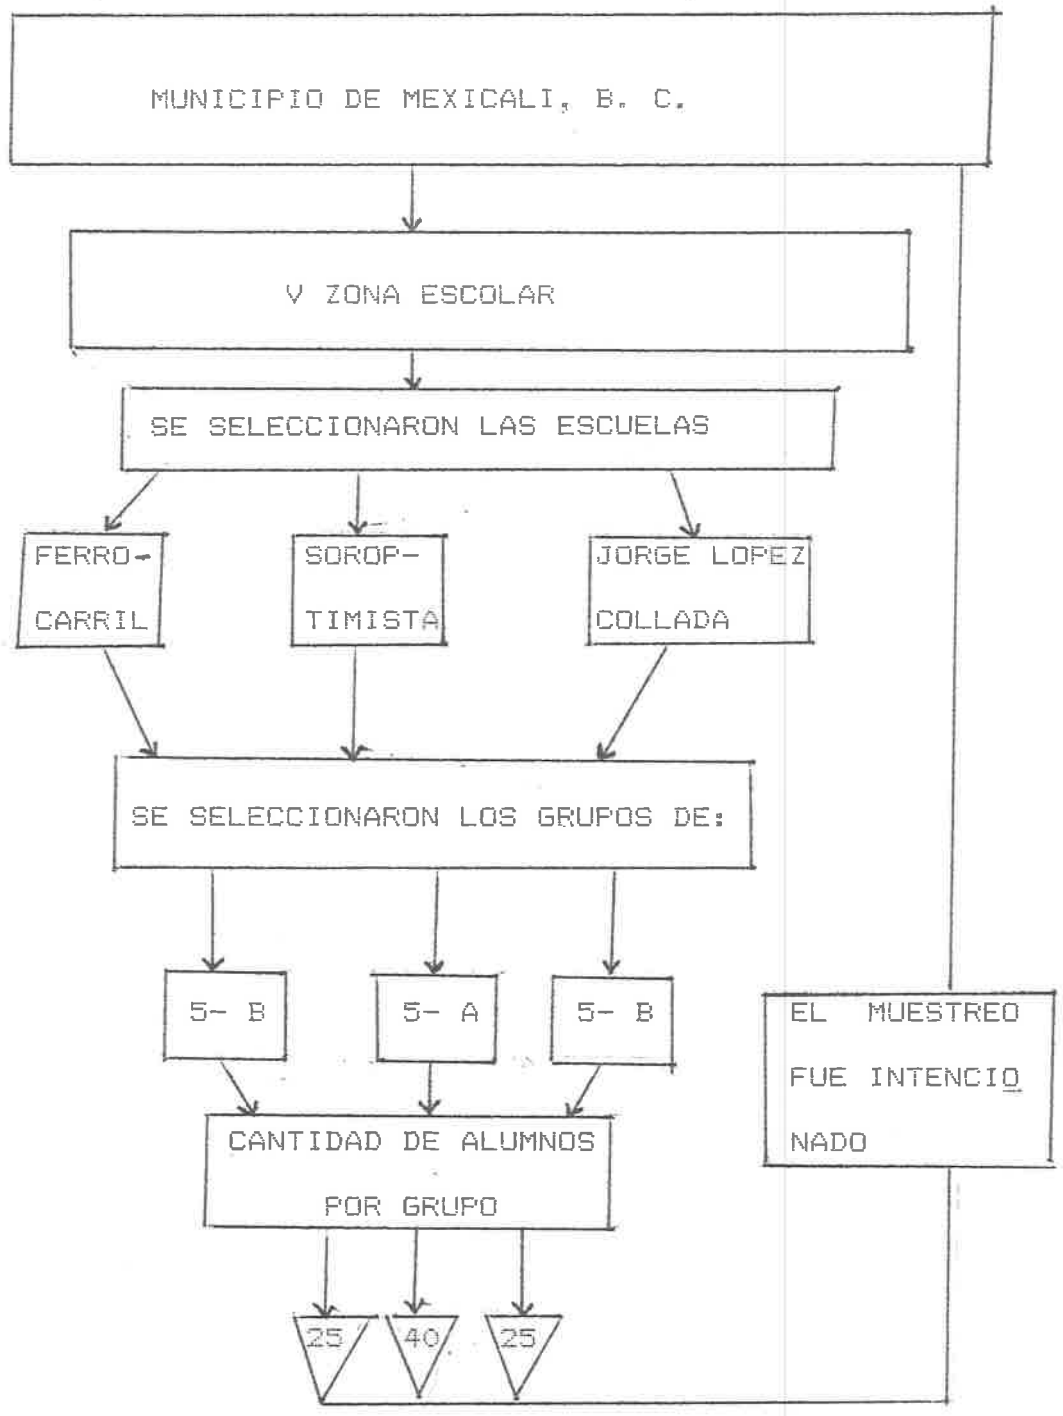 MUNICIPIO DE MEXICALI, B. C.
V ZONA ESCOLAR
SE SELECCIONARON LAS ESCUELAS
FERRO-
CARRIL
SOROP-
TIMISTA
JORGE LOPEZ
COLLADA
SE SELECCIONARON LOS GRUPOS DE:
5- B
5- A
5- B
EL MUESTREO
FUE INTENCIO
NADO
CANTIDAD DE ALUMNOS
POR GRUPO
25
40
25